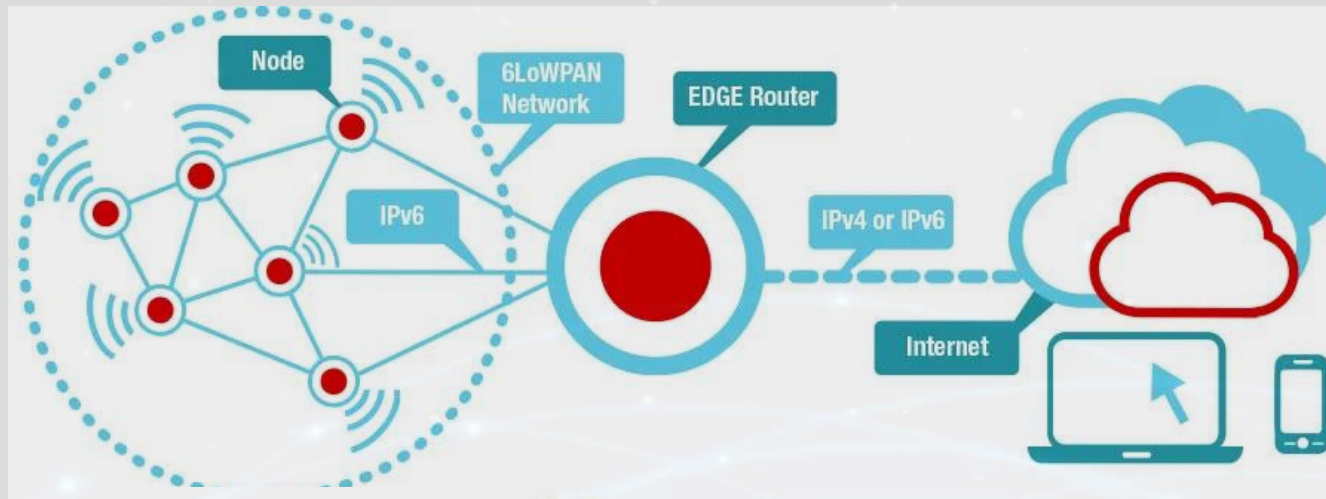 Node
6LoWPAN
Network
EDGE Router
IPv6
IPv4 or IPv6
Internet